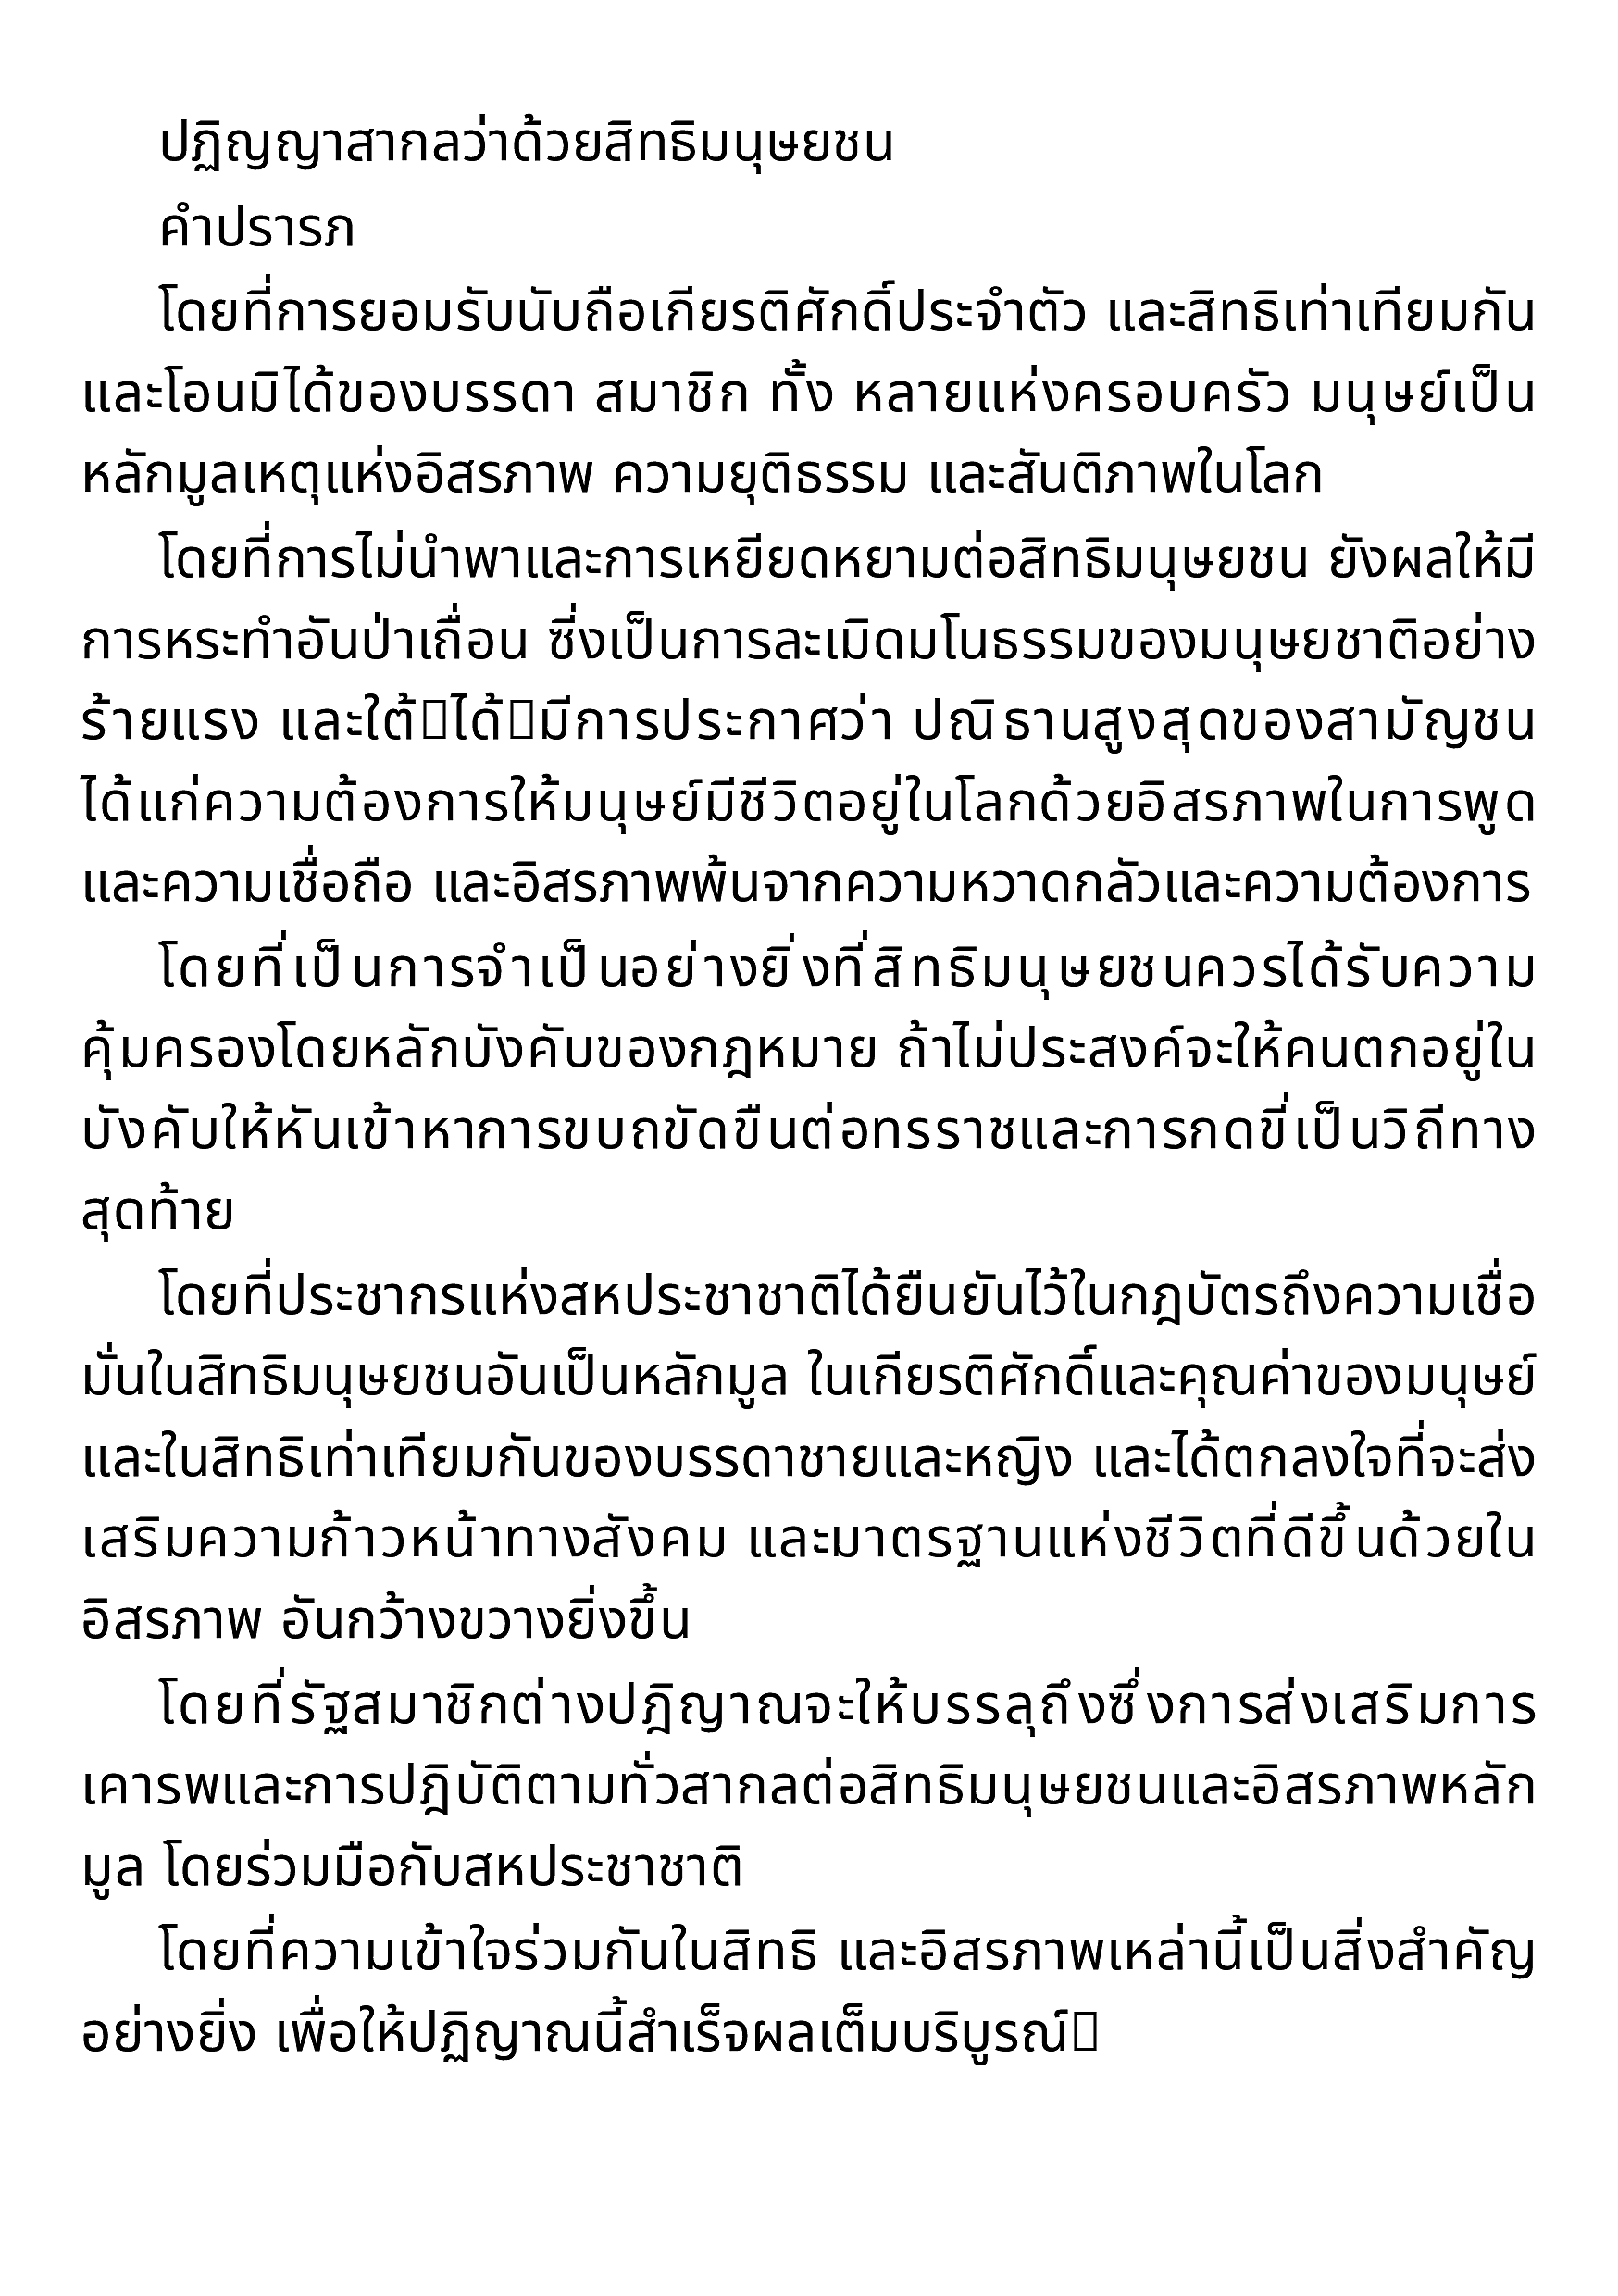 ปฏิญญาสากลว่าด้วยสิทธิมนุษยชน
คำปรารภ
โดยที่การยอมรับนับถือเกียรติศักดิ์ประจำตัว และสิทธิเท่าเทียมกัน
และโอนมิได้ของบรรดา สมาชิก ทั้ง หลายแห่งครอบครัว มนุษย์เป็น
หลักมูลเหตุแห่งอิสรภาพ ความยุติธรรม และสันติภาพในโลก
โดยที่การไม่นำพาและการเหยียดหยามต่อสิทธิมนุษยชน ยังผลให้มี
การหระทำอันป่าเถื่อน ซี่งเป็นการละเมิดมโนธรรมของมนุษยชาติอย่าง
ร้ายแรง และใต้ได้มีการประกาศว่า ปณิธานสูงสุดของสามัญชน
ได้แก่ความต้องการให้มนุษย์มีชีวิตอยู่ในโลกด้วยอิสรภาพในการพูด
และความเชื่อถือ และอิสรภาพพ้นจากความหวาดกลัวและความต้องการ
โดยที่เป็นการจำเป็นอย่างยิ่งที่สิทธิมนุษยชนควรได้รับความ
คุ้มครองโดยหลักบังคับของกฎหมาย ถ้าไม่ประสงค์จะให้คนตกอยู่ใน
บังคับให้หันเข้าหาการขบถขัดขืนต่อทรราชและการกดขี่เป็นวิถีทาง
สุดท้าย
โดยที่ประชากรแห่งสหประชาชาติได้ยืนยันไว้ในกฎบัตรถึงความเชื่อ
มั่นในสิทธิมนุษยชนอันเป็นหลักมูล ในเกียรติศักดิ์และคุณค่าของมนุษย์
และในสิทธิเท่าเทียมกันของบรรดาชายและหญิง และได้ตกลงใจที่จะส่ง
เสริมความก้าวหน้าทางสังคม และมาตรฐานแห่งชีวิตที่ดีขึ้นด้วยใน
อิสรภาพ อันกว้างขวางยิ่งขึ้น
โดยที่รัฐสมาชิกต่างปฎิญาณจะให้บรรลุถึงซึ่งการส่งเสริมการ
เคารพและการปฎิบัติตามทั่วสากลต่อสิทธิมนุษยชนและอิสรภาพหลัก
มูล โดยร่วมมือกับสหประชาชาติ
โดยที่ความเข้าใจร่วมกันในสิทธิ และอิสรภาพเหล่านี้เป็นสิ่งสำคัญ
อย่างยิ่ง เพื่อให้ปฏิญาณนี้สำเร็จผลเต็มบริบูรณ์